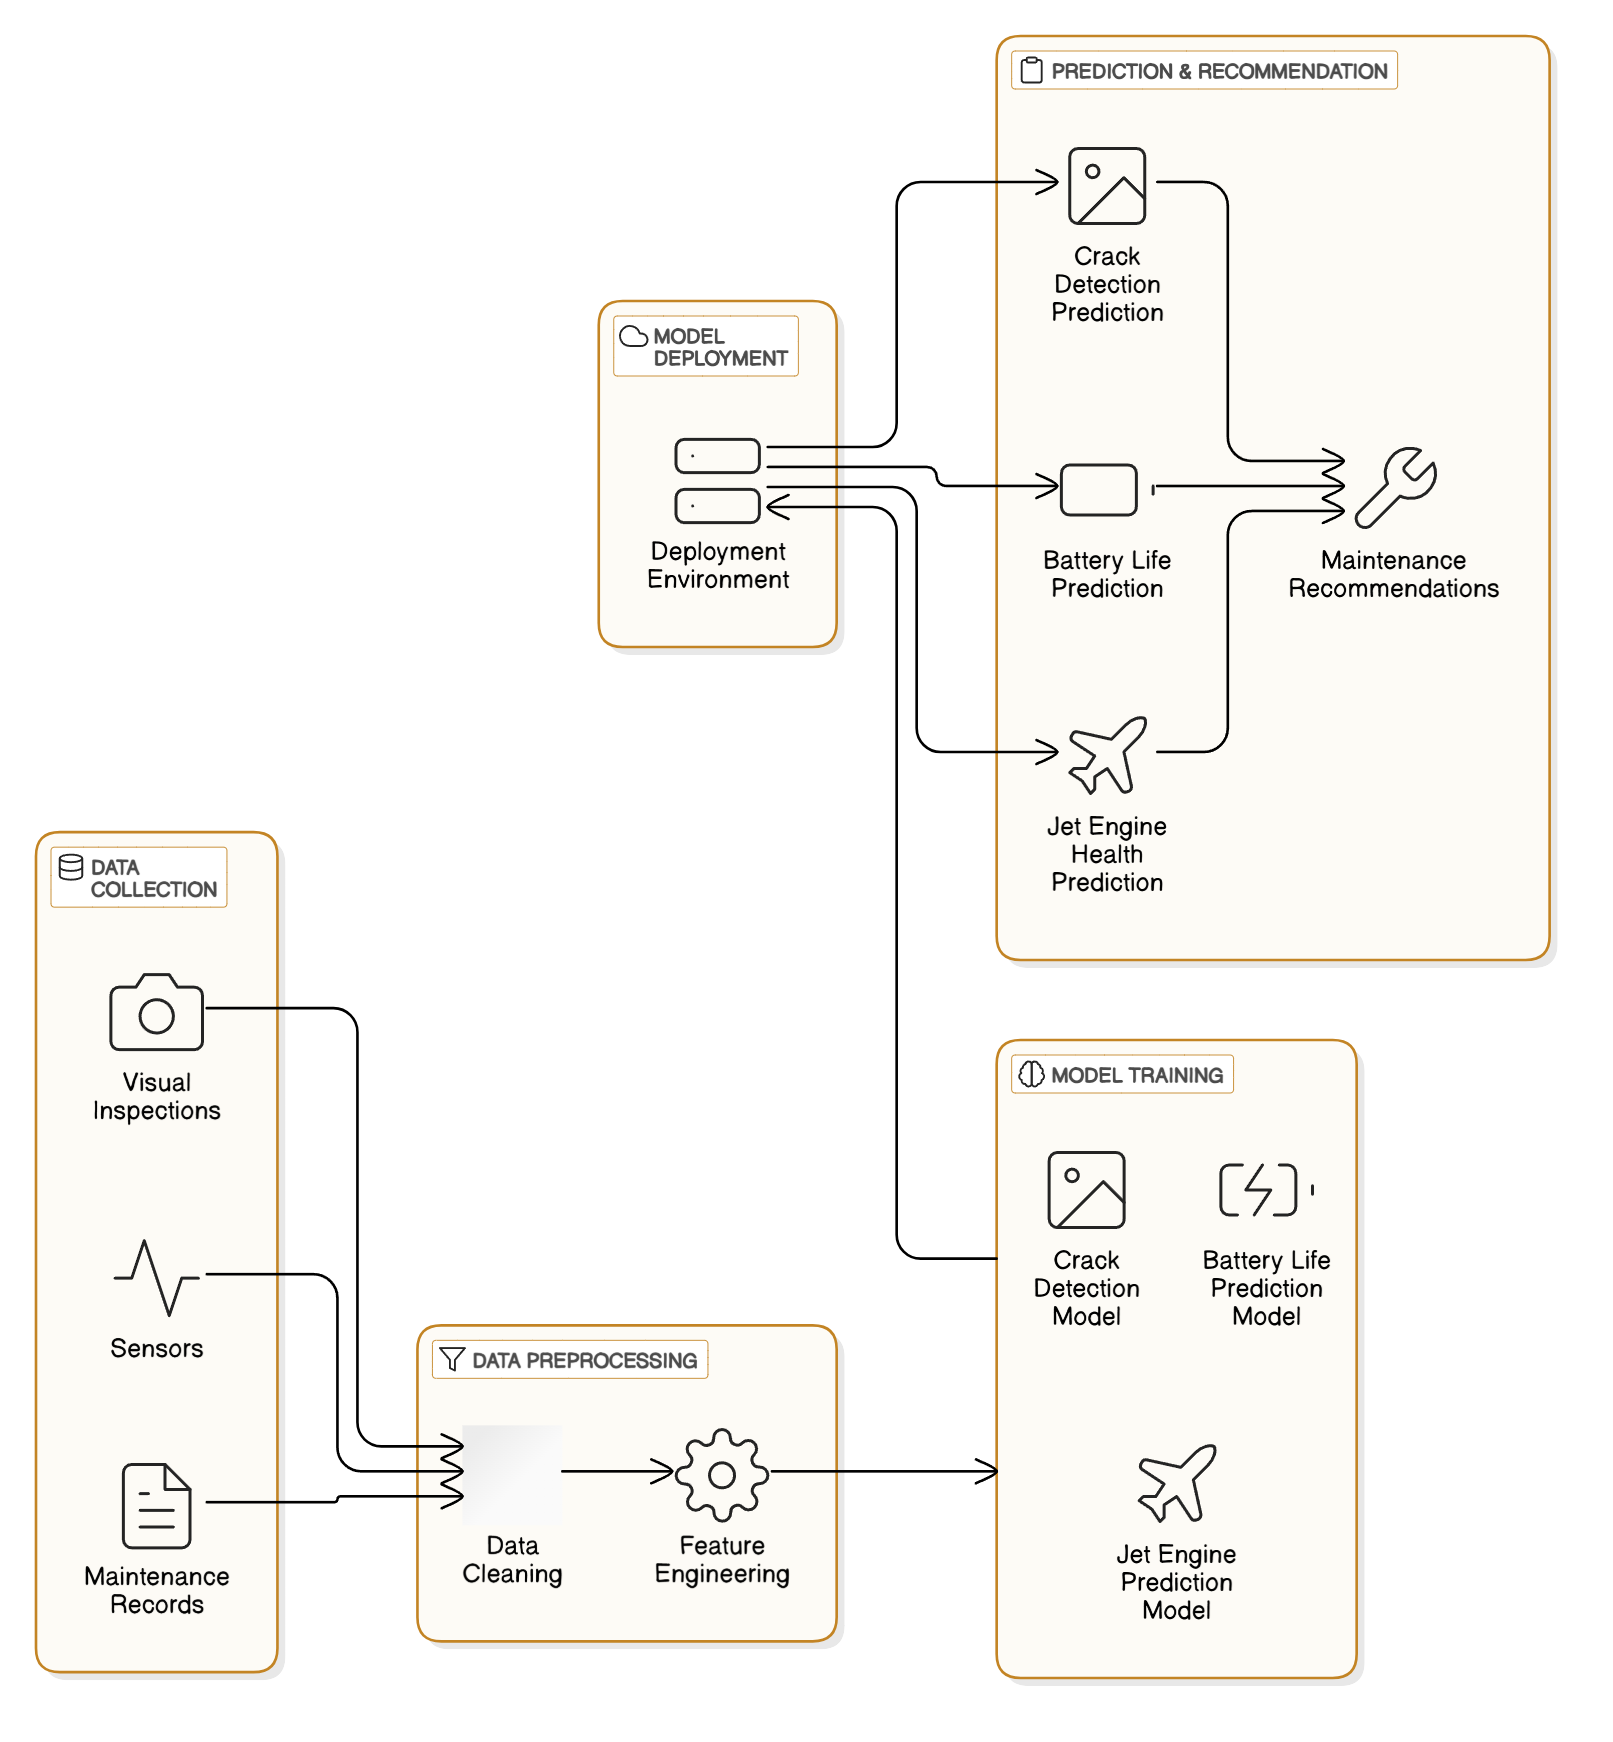 PREDICTION & RECOMMENDATION
Crack
Detection
Prediction
MODEL
DEPLOYMENT
Deployment
Environment
Battery Life
Prediction
Maintenance
Recommendations
Jet Engine
Health
Prediction
DATA
COLLECTION
Visual
Inspections
Sensors
Maintenance
Records
DATA PREPROCESSING
Data
Cleaning
Feature
Engineering
MODEL TRAINING
Crack
Detection
Model
Battery Life
Prediction
Model
Jet Engine
Prediction
Model